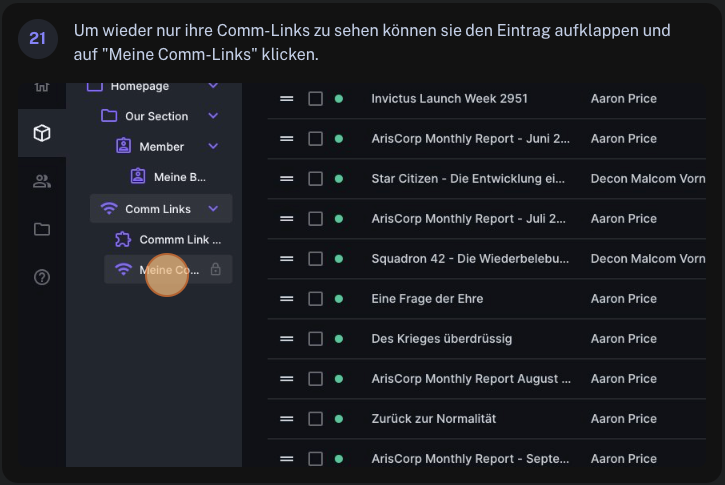 21
Um wieder nur ihre Comm-Links zu sehen können sie den Eintrag aufklappen und
auf "Meine Comm-Links" klicken.
Homepage
Our Section
Member
Meine B...
Comm Links
Commm Link ...
Meine Co...
Invictus Launch Week 2951 Aaron Price
ArisCorp Monthly Report - Juni 2... Aaron Price
Star Citizen - Die Entwicklung ei... Decon Malcom Vorn
ArisCorp Monthly Report - Juli 2... Aaron Price
Squadron 42 - Die Wiederbelebu... Decon Malcom Vorn
Eine Frage der Ehre Aaron Price
Des Krieges überdrüssig Aaron Price
ArisCorp Monthly Report August ... Aaron Price
Zurück zur Normalität Aaron Price
ArisCorp Monthly Report - Septe... Aaron Price